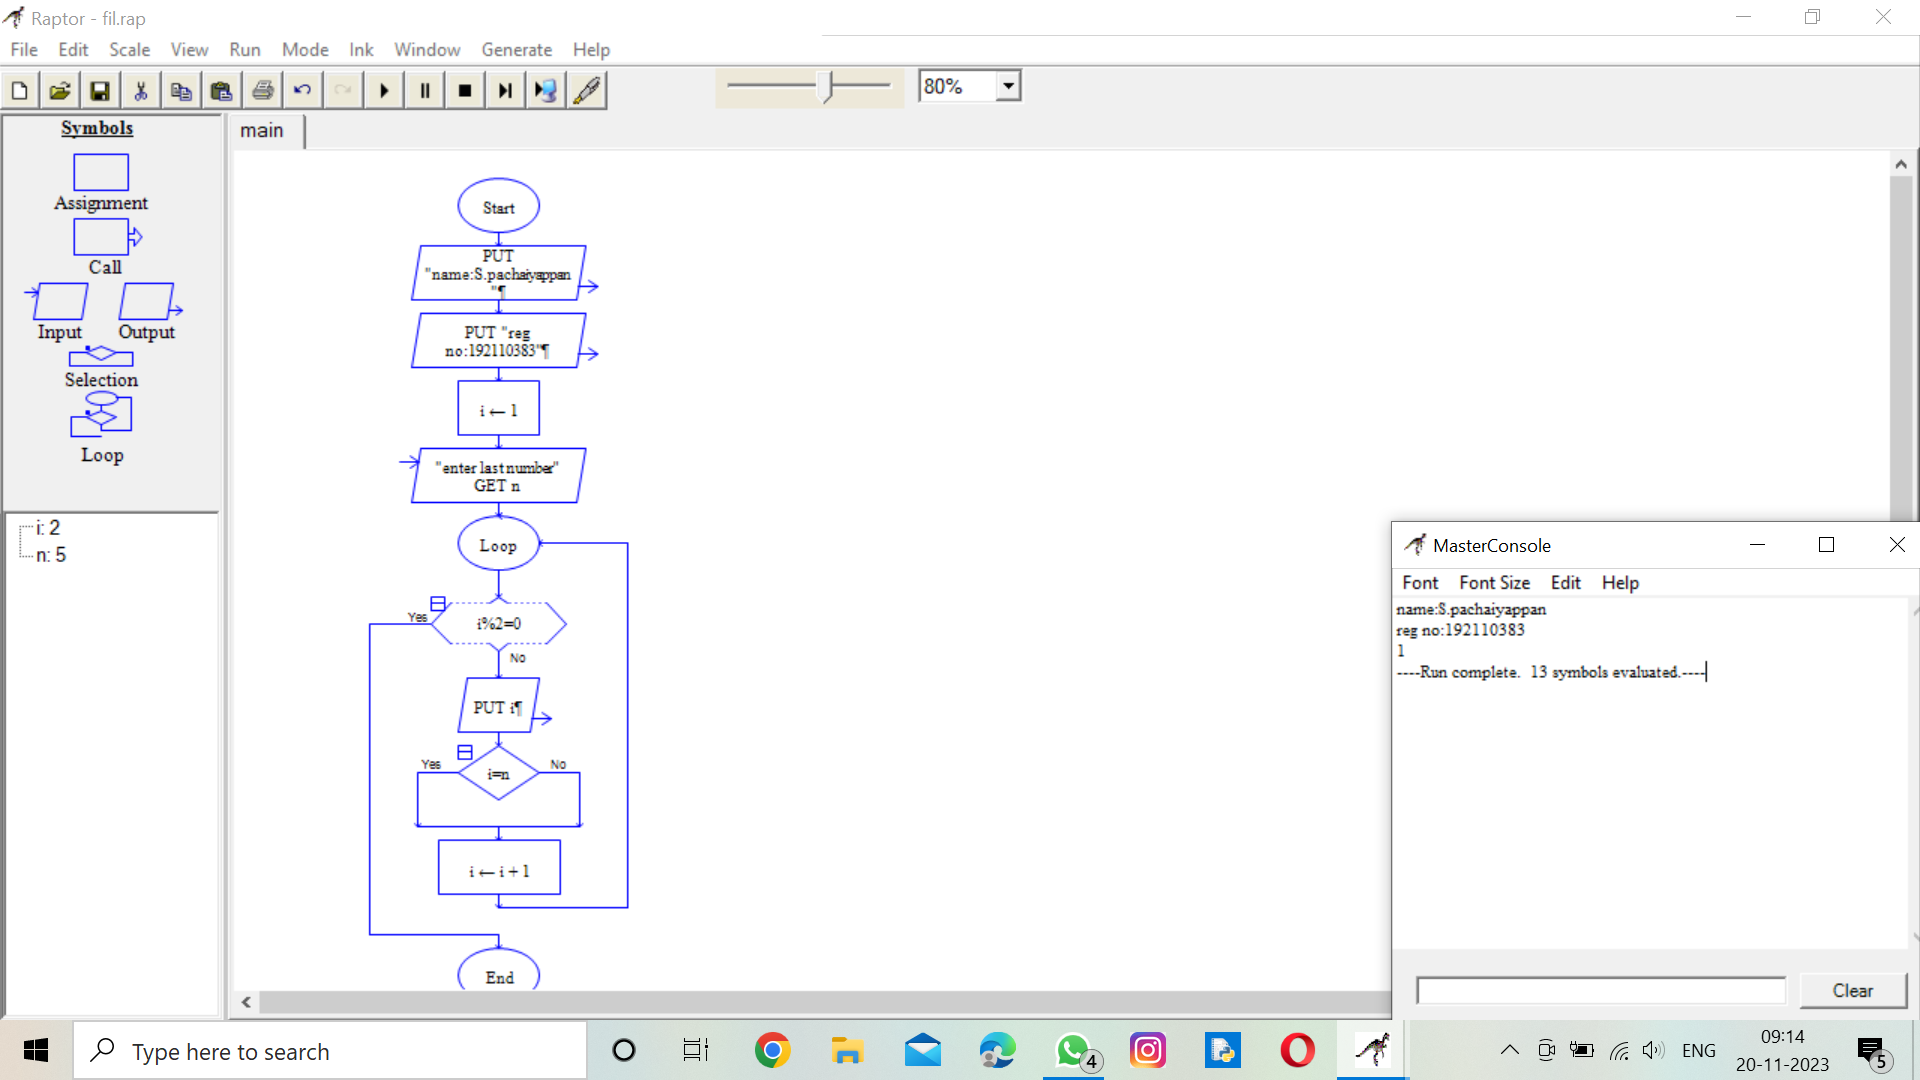 Raptor - fil.rap
File Edit Scale View Run Mode Ink Window Generate Help
80%
Symbols
Assignment
Call
Input Output
Selection
Loop
i: 2
n: 5
main
Start
PUT
"name:S.pachaiyappan
"¶
PUT "reg
no:192110383"¶
i ← 1
"enter last number"
GET n
Loop
Yes
i%2=0
No
PUT i¶
Yes
i=n
No
i ← i + 1
End
MasterConsole
Font Font Size Edit Help
name:S.pachaiyappan
reg no:192110383
1
----Run complete. 13 symbols evaluated.----
Clear
Type here to search
4
ENG
09:14
20-11-2023
5